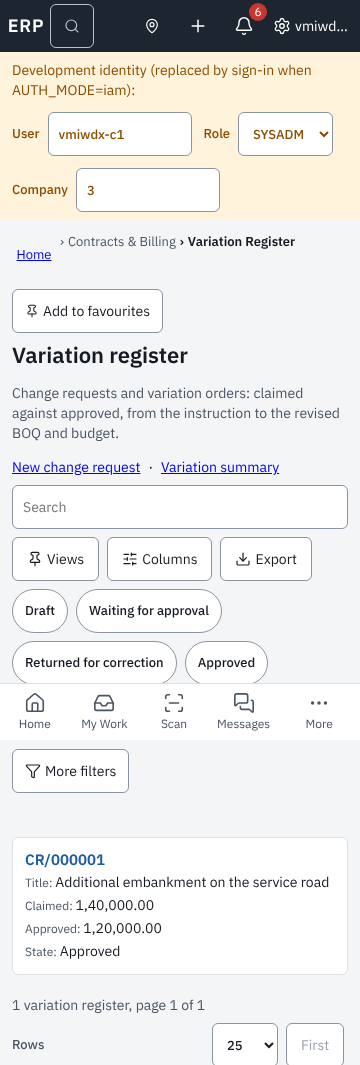 ERP
6
vmiwd...
Development identity (replaced by sign-in when
AUTH_MODE=iam):
User vmiwdx-c1 Role SYSADM
Company 3
Home › Contracts & Billing › Variation Register
Add to favourites
Variation register
Change requests and variation orders: claimed
against approved, from the instruction to the revised
BOQ and budget.
New change request · Variation summary
Search
Views Columns Export
Draft Waiting for approval
Returned for correction Approved
Home My Work Scan Messages More
More filters
CR/000001
Title: Additional embankment on the service road
Claimed: 1,40,000.00
Approved: 1,20,000.00
State: Approved
1 variation register, page 1 of 1
Rows 25 First